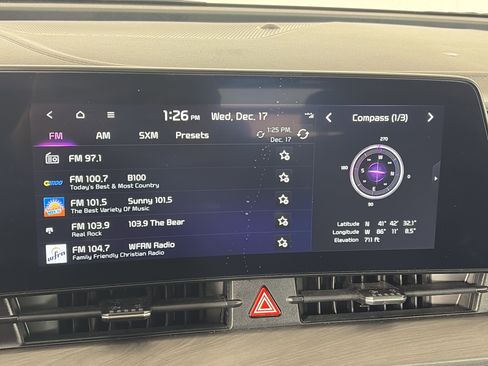 1:26 PM Wed, Dec. 17
FM AM SXM Presets
1:25 PM,
Dec. 17
FM 97.1
B100 FM 100.7 B100
Today's Best & Most Country
FM 101.5 Sunny 101.5
The Best Variety Of Music
FM 103.9 103.9 The Bear
Real Rock
wfrn FM 104.7 WFRN Radio
Family Friendly Christian Radio
Compass (1/3)
270
180 0
90
N
S
E
Latitude N 41° 42' 32.1"
Longitude W 86° 11' 8.5"
Elevation 711 ft